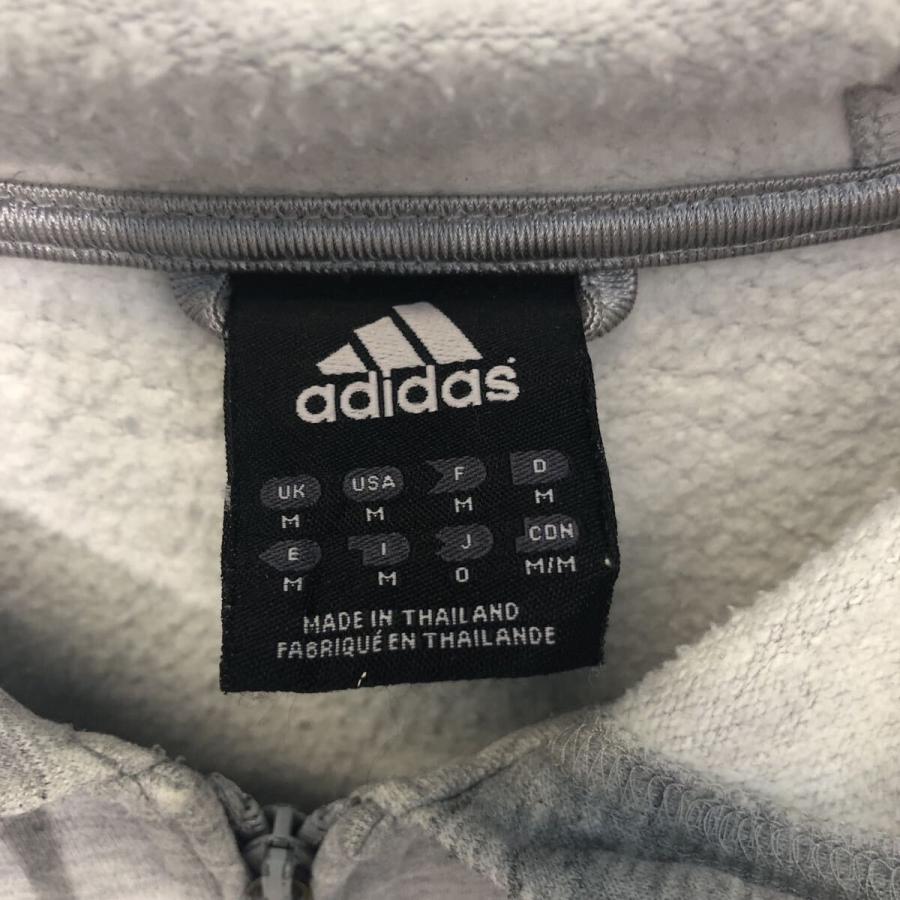 adidas
UK USA F D
M M M M
E I J CDN
M M O M/M
MADE IN THAILAND
FABRIQUÉ EN THAILANDE